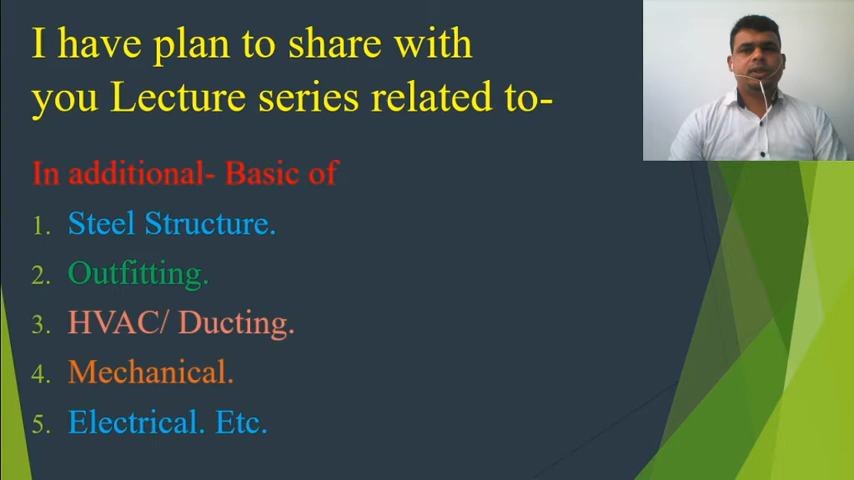 I have plan to share with
you Lecture series related to-
In additional- Basic of
1. Steel Structure.
2. Outfitting.
3. HVAC/ Ducting.
4. Mechanical.
5. Electrical. Etc.